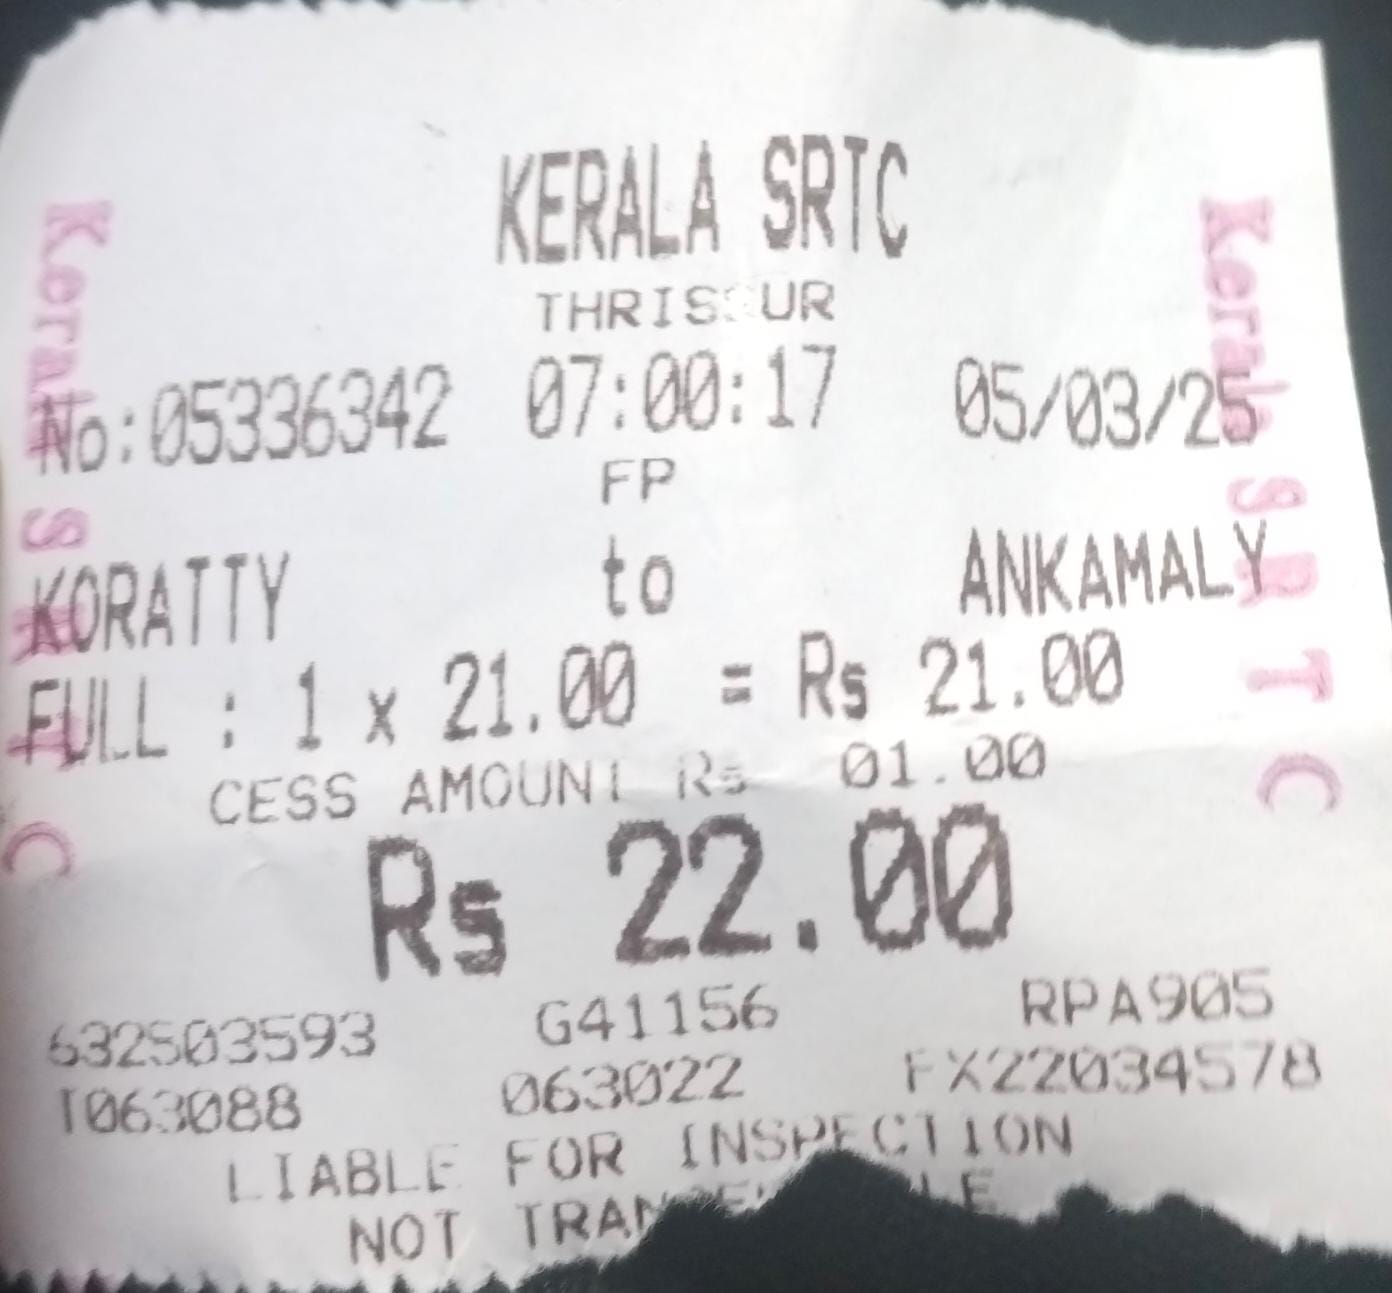 KERALA SRTC
THRISSUR
No:05336342 07:00:17 05/03/25
FP
KORATTY to ANKAMALY
FULL : 1 x 21.00 = Rs 21.00
CESS AMOUNT Rs 01.00
Rs 22.00
632503593 G41156 RPA905
T063088 063022 FX22034578
LIABLE FOR INSPECTION
NOT
Kerala SRTC
Kerala SRTC